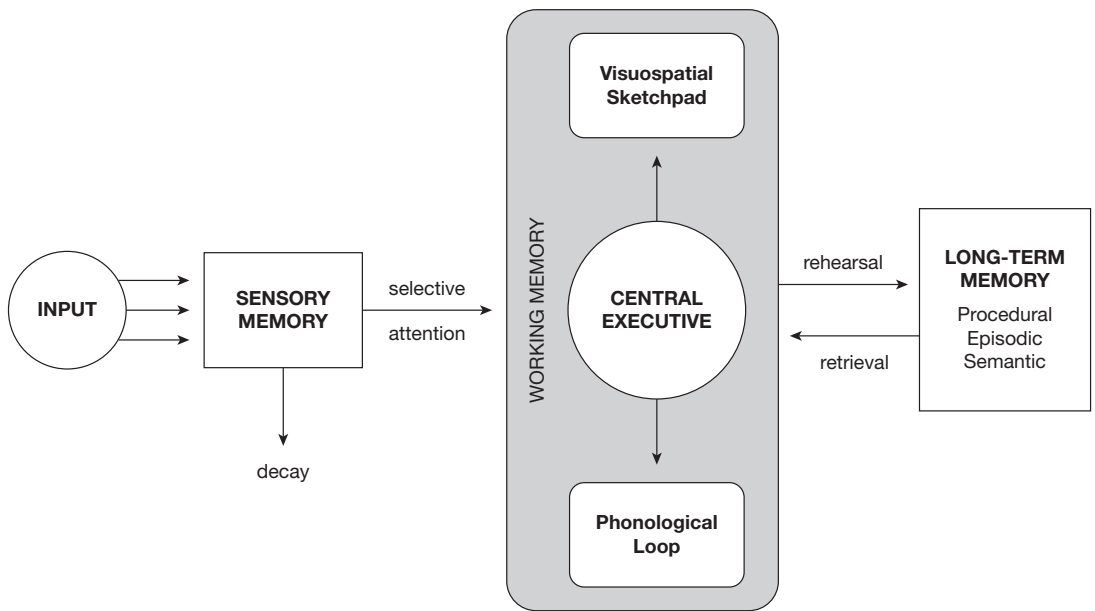 INPUT
SENSORY
MEMORY
decay
selective
attention
WORKING MEMORY
Visuospatial
Sketchpad
CENTRAL
EXECUTIVE
Phonological
Loop
rehearsal
retrieval
LONG-TERM
MEMORY
Procedural
Episodic
Semantic